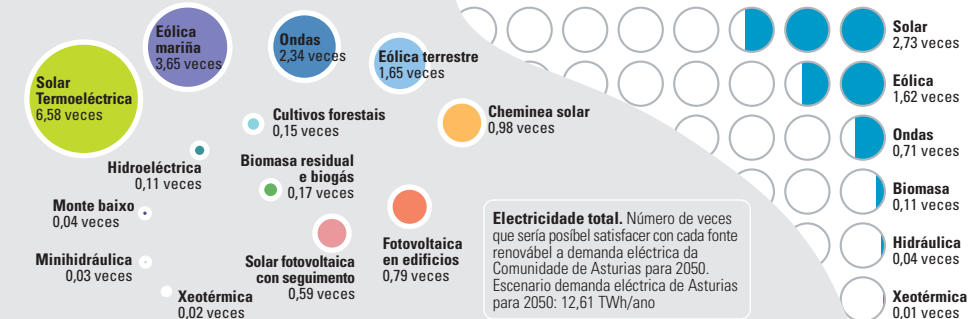 Eólica
mariña
3,65 veces
Ondas
2,34 veces
Eólica terrestre
1,65 veces
Solar
Termoeléctrica
6,58 veces
Cultivos forestais
0,15 veces
Cheminea solar
0,98 veces
Hidroeléctrica
0,11 veces
Biomasa residual
e biogás
0,17 veces
Monte baixo
0,04 veces
Minihidráulica
0,03 veces
Xeotérmica
0,02 veces
Solar fotovoltaica
con seguimento
0,59 veces
Fotovoltaica
en edificios
0,79 veces
Electricidade total. Número de veces
que sería posíbel satisfacer con cada fonte
renovábel a demanda eléctrica da
Comunidade de Asturias para 2050.
Escenario demanda eléctrica de Asturias
para 2050: 12,61 TWh/ano
Solar
2,73 veces
Eólica
1,62 veces
Ondas
0,71 veces
Biomasa
0,11 veces
Hidráulica
0,04 veces
Xeotérmica
0,01 veces